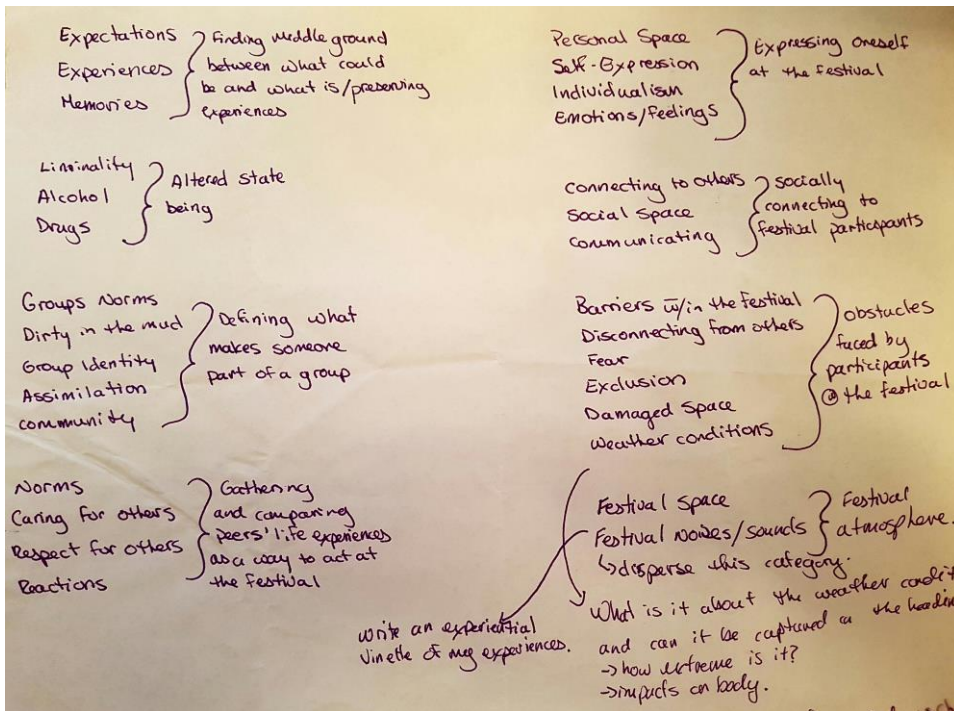 Expectations
Experiences
Memories
Finding middle ground
between what could
be and what is/preserving
experiences
Liminality
Alcohol
Drugs
Altered state
being
Groups Norms
Dirty in the mud
Group Identity
Assimilation
community
Defining what
makes someone
part of a group
Norms
Caring for others
Respect for others
Reactions
Gathering
and comparing
peers' life experiences
as a way to act at
the festival
Personal Space
Self-Expression
Individualism
Emotions/feelings
Expressing oneself
at the festival
Connecting to others
Social Space
Communicating
socially
connecting to
festival participants
Barriers w/in the festival
Disconnecting from others
Fear
Exclusion
Damaged Space
Weather conditions
obstacles
faced by
participants
@ the festival
Festival Space
Festival Noises/sounds
↳disperse this category.
Festival
atmosphere.
What is it about the weather condit
and can it be captured in the headin
→how extreme is it?
→impacts on body.
write an experiential
vinette of my experiences.